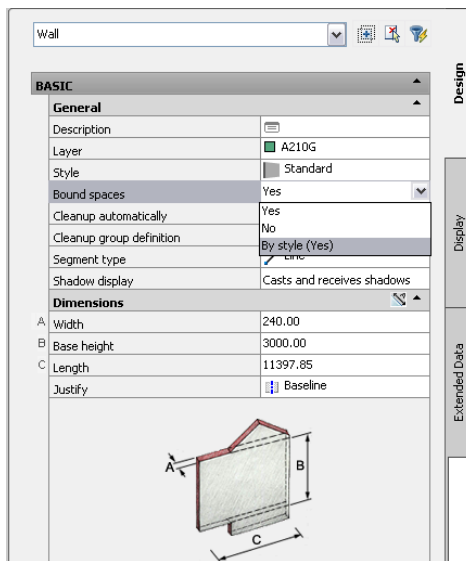 Wall
BASIC
General
Description
Layer A210G
Style Standard
Bound spaces Yes
Cleanup automatically Yes
No
Cleanup group definition By style (Yes)
Segment type Line
Shadow display Casts and receives shadows
Dimensions
A Width 240.00
B Base height 3000.00
C Length 11397.85
Justify Baseline
A
B
C
Design
Display
Extended Data